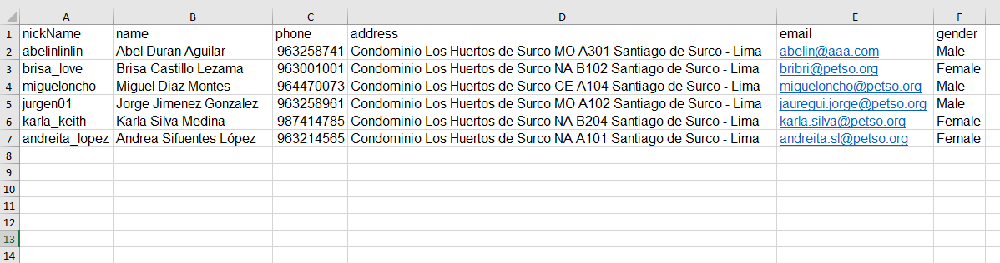 A B C D E F
1 nickName name phone address email gender
2 abelinlinlin Abel Duran Aguilar 963258741 Condominio Los Huertos de Surco MO A301 Santiago de Surco - Lima abelin@aaa.com Male
3 brisa_love Brisa Castillo Lezama 963001001 Condominio Los Huertos de Surco NA B102 Santiago de Surco - Lima bribri@petso.org Female
4 migueloncho Miguel Diaz Montes 964470073 Condominio Los Huertos de Surco CE A104 Santiago de Surco - Lima migueloncho@petso.org Male
5 jurgen01 Jorge Jimenez Gonzalez 963258961 Condominio Los Huertos de Surco MO A102 Santiago de Surco - Lima jauregui.jorge@petso.org Male
6 karla_keith Karla Silva Medina 987414785 Condominio Los Huertos de Surco NA B204 Santiago de Surco - Lima karla.silva@petso.org Female
7 andreita_lopez Andrea Sifuentes López 963214565 Condominio Los Huertos de Surco NA A101 Santiago de Surco - Lima andreita.sl@petso.org Female
8
9
10
11
12
13
14